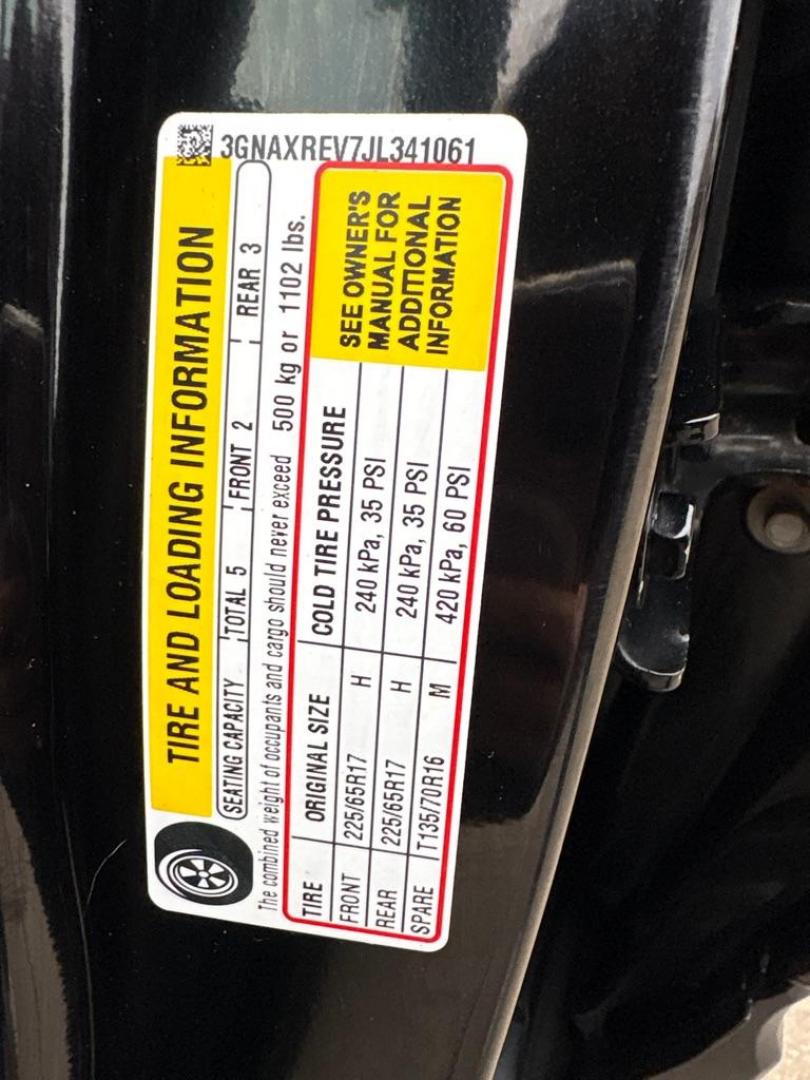 3GNAXREV7JL341061
TIRE AND LOADING INFORMATION
SEATING CAPACITY TOTAL 5 FRONT 2 REAR 3
The combined weight of occupants and cargo should never exceed 500 kg or 1102 lbs.
TIRE ORIGINAL SIZE COLD TIRE PRESSURE
FRONT 225/65R17 H 240 kPa, 35 PSI
REAR 225/65R17 H 240 kPa, 35 PSI
SPARE T135/70R16 M 420 kPa, 60 PSI
SEE OWNER'S
MANUAL FOR
ADDITIONAL
INFORMATION